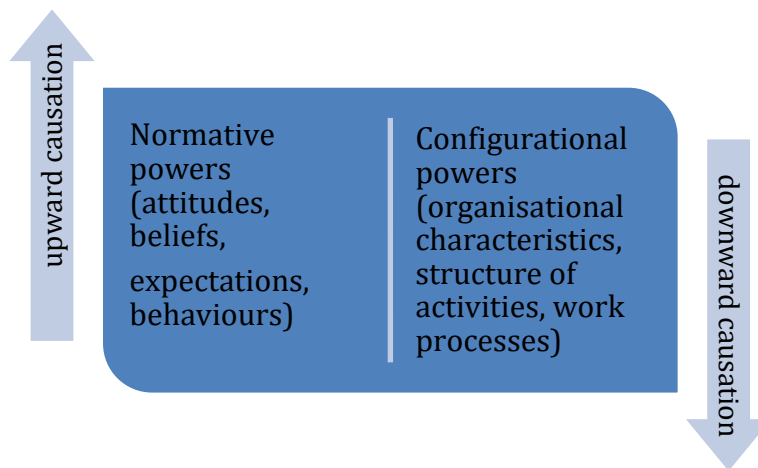 upward causation
Normative
powers
(attitudes,
beliefs,
expectations,
behaviours)
Configurational
powers
(organisational
characteristics,
structure of
activities, work
processes)
downward causation